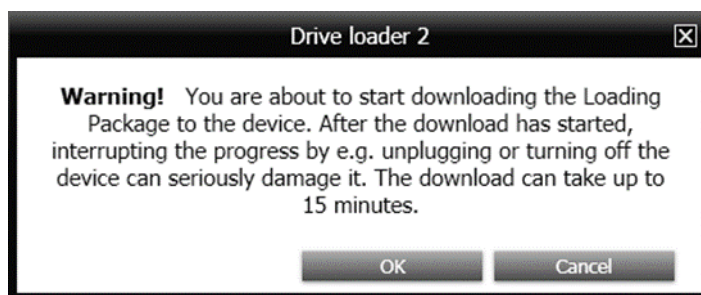 Drive loader 2
Warning! You are about to start downloading the Loading
Package to the device. After the download has started,
interrupting the progress by e.g. unplugging or turning off the
device can seriously damage it. The download can take up to
15 minutes.
OK Cancel